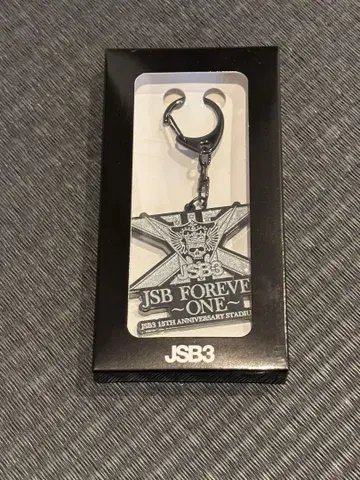 JSB3
JSB FOREVE
~ONE~
JSB3 15TH ANNIVERSARY STADIU
JSB3